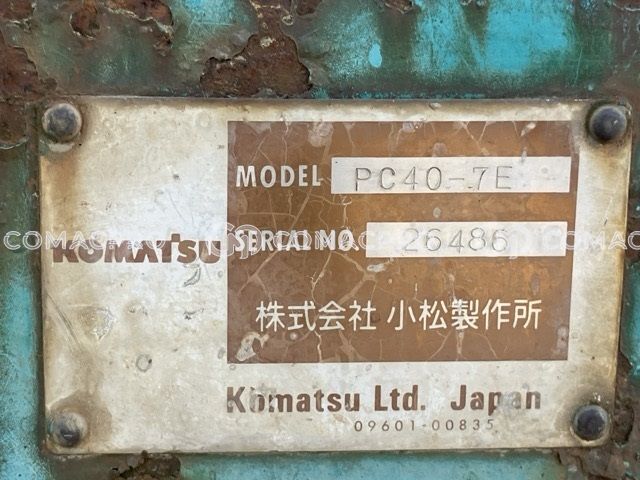 MODEL PC40-7E
KOMATSU SERIAL NO. 26486
株式会社 小松製作所
Komatsu Ltd. Japan
09601-00835